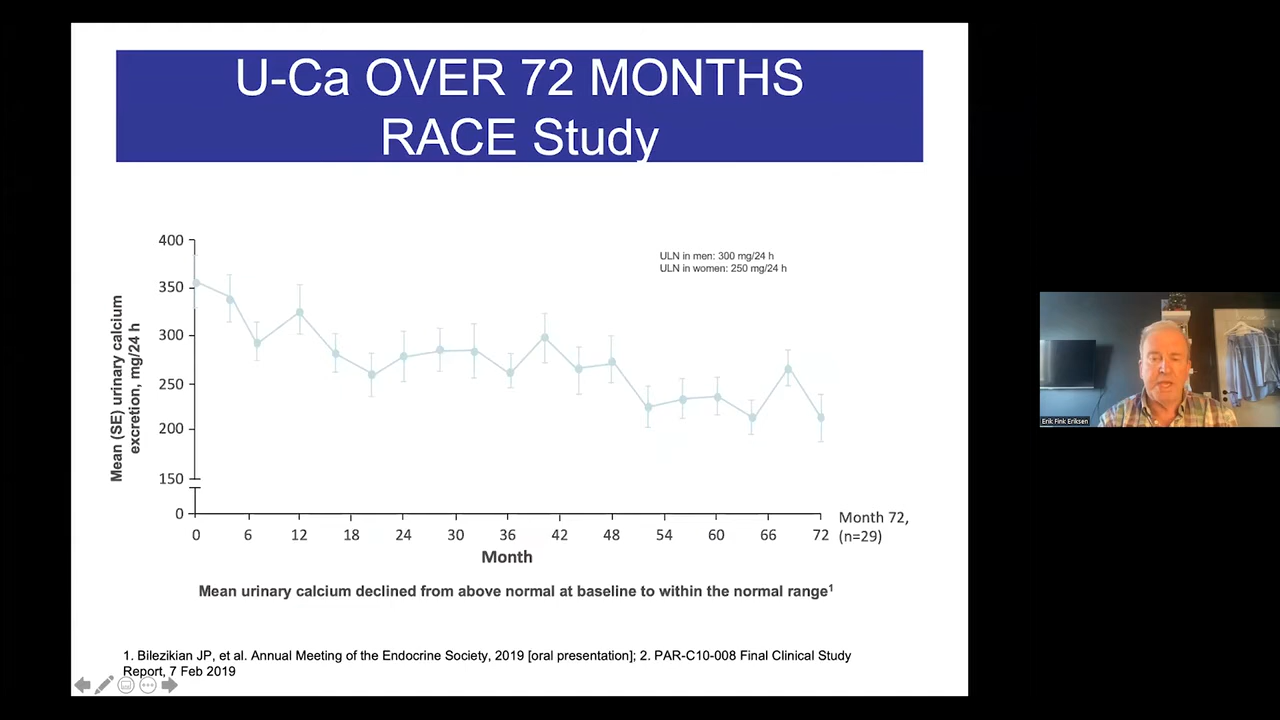 U-Ca OVER 72 MONTHS
RACE Study
ULN in men: 300 mg/24 h
ULN in women: 250 mg/24 h
Mean (SE) urinary calcium
excretion, mg/24 h
400
350
300
250
200
150
0
0 6 12 18 24 30 36 42 48 54 60 66 72
Month 72,
(n=29)
Month
Mean urinary calcium declined from above normal at baseline to within the normal range1
1. Bilezikian JP, et al. Annual Meeting of the Endocrine Society, 2019 [oral presentation]; 2. PAR-C10-008 Final Clinical Study
Report, 7 Feb 2019
Erik Fink Eriksen